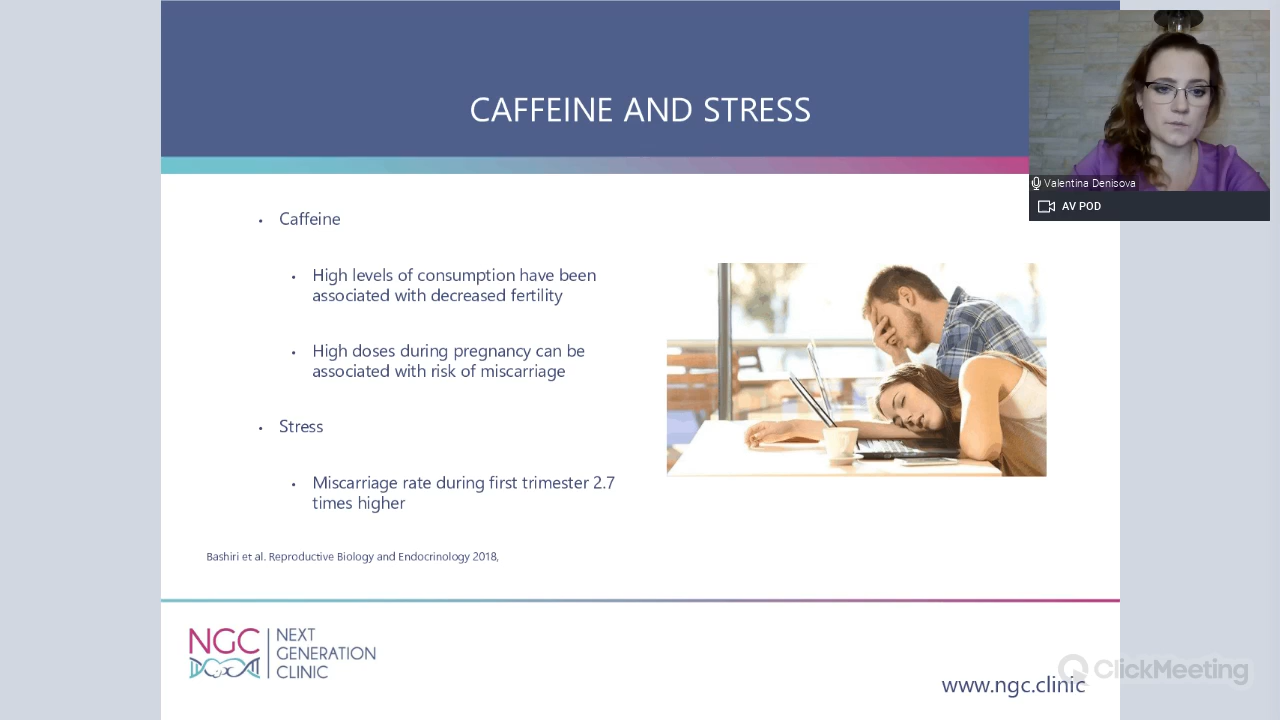 CAFFEINE AND STRESS
Valentina Denisova
AV POD
• Caffeine
• High levels of consumption have been
associated with decreased fertility
• High doses during pregnancy can be
associated with risk of miscarriage
• Stress
• Miscarriage rate during first trimester 2.7
times higher
Bashiri et al. Reproductive Biology and Endocrinology 2018,
NGC
NEXT
GENERATION
CLINIC
ClickMeeting
www.ngc.clinic